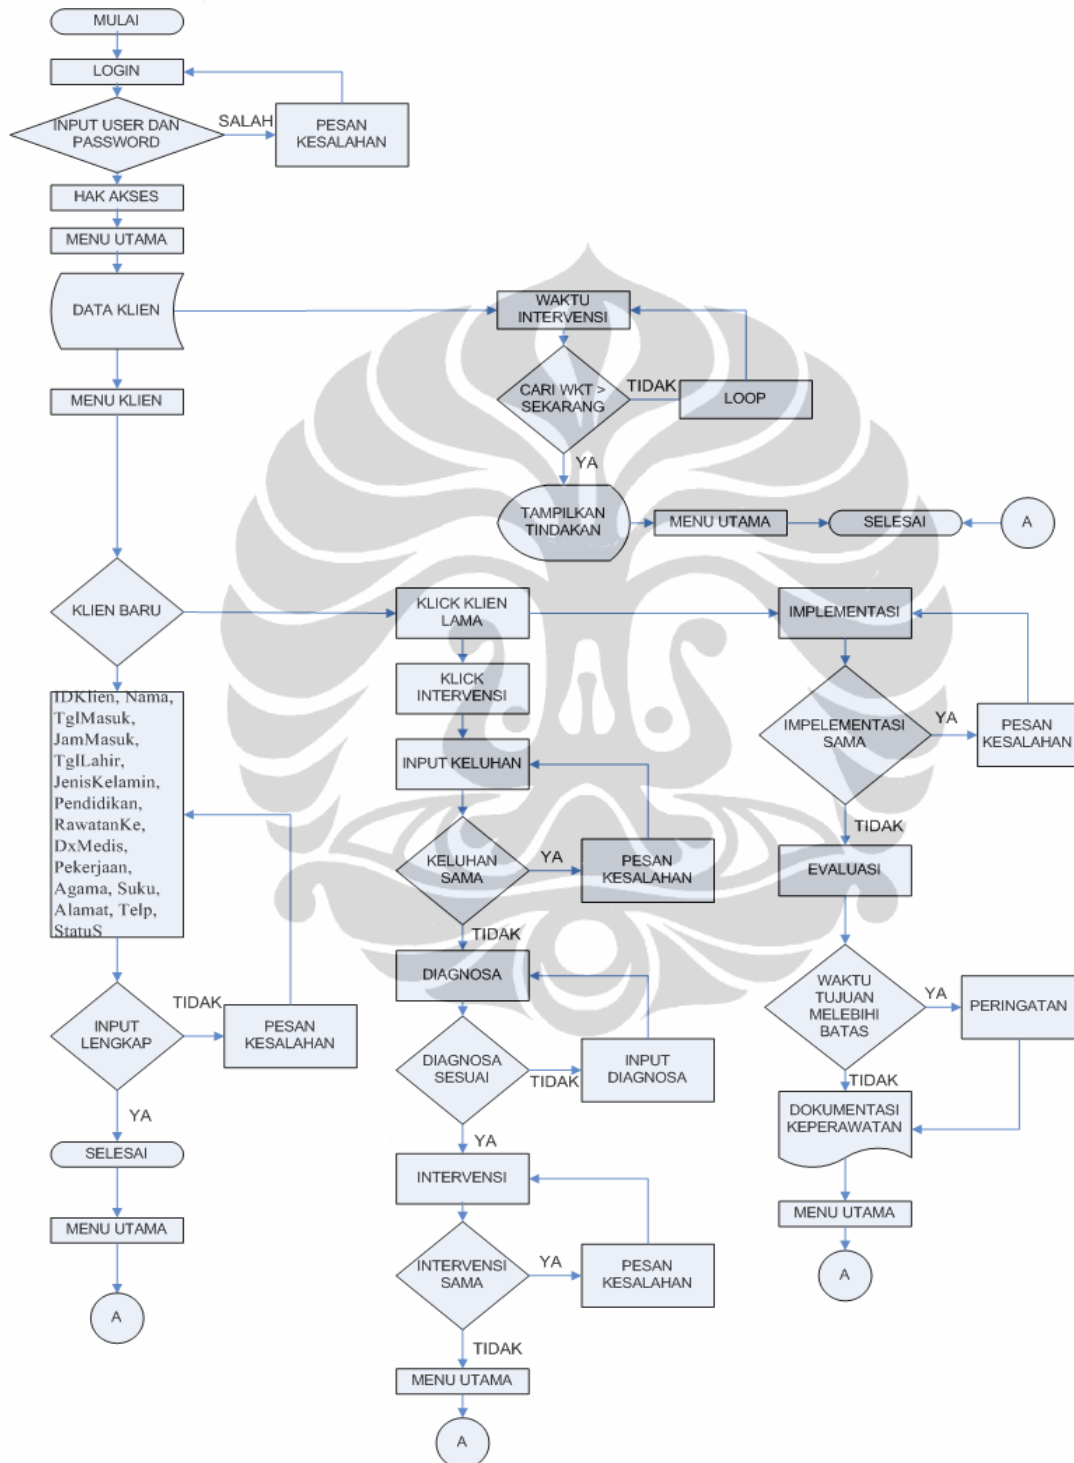 MULAI
LOGIN
INPUT USER DAN
PASSWORD
SALAH
PESAN
KESALAHAN
HAK AKSES
MENU UTAMA
DATA KLIEN
WAKTU
INTERVENSI
MENU KLIEN
CARI WKT >
SEKARANG
TIDAK
LOOP
YA
TAMPILKAN
TINDAKAN
MENU UTAMA
SELESAI
A
KLIEN BARU
KLICK KLIEN
LAMA
IMPLEMENTASI
KLICK
INTERVENSI
IDKlien, Nama,
TglMasuk,
JamMasuk,
TglLahir,
JenisKelamin,
Pendidikan,
RawatanKe,
DxMedis,
Pekerjaan,
Agama, Suku,
Alamat, Telp,
StatuS
IMPELEMENTASI
SAMA
YA
PESAN
KESALAHAN
INPUT KELUHAN
KELUHAN
SAMA
YA
PESAN
KESALAHAN
TIDAK
EVALUASI
TIDAK
DIAGNOSA
WAKTU
TUJUAN
MELEBIHI
BATAS
YA
PERINGATAN
INPUT
LENGKAP
TIDAK
PESAN
KESALAHAN
DIAGNOSA
SESUAI
TIDAK
INPUT
DIAGNOSA
TIDAK
DOKUMENTASI
KEPERAWATAN
YA
SELESAI
YA
INTERVENSI
MENU UTAMA
MENU UTAMA
INTERVENSI
SAMA
YA
PESAN
KESALAHAN
A
A
TIDAK
MENU UTAMA
A